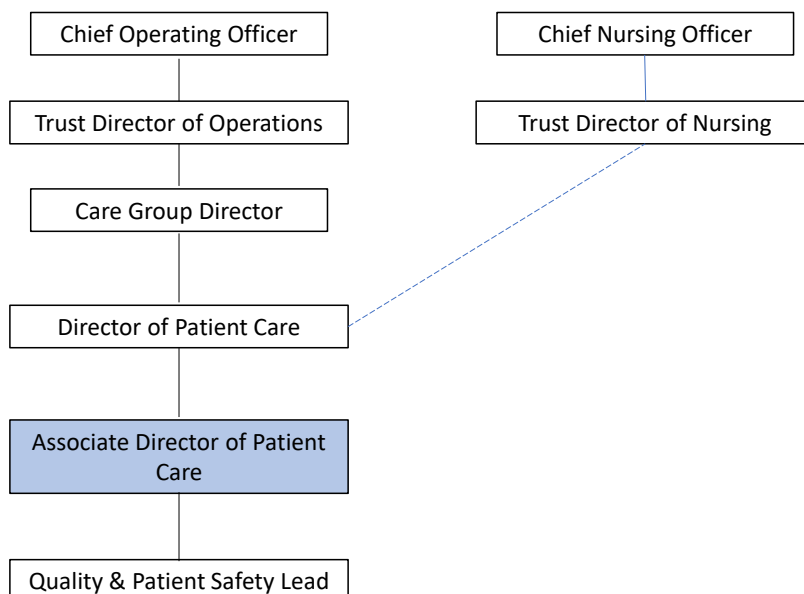 Chief Operating Officer
Chief Nursing Officer
Trust Director of Operations
Trust Director of Nursing
Care Group Director
Director of Patient Care
Associate Director of Patient
Care
Quality & Patient Safety Lead